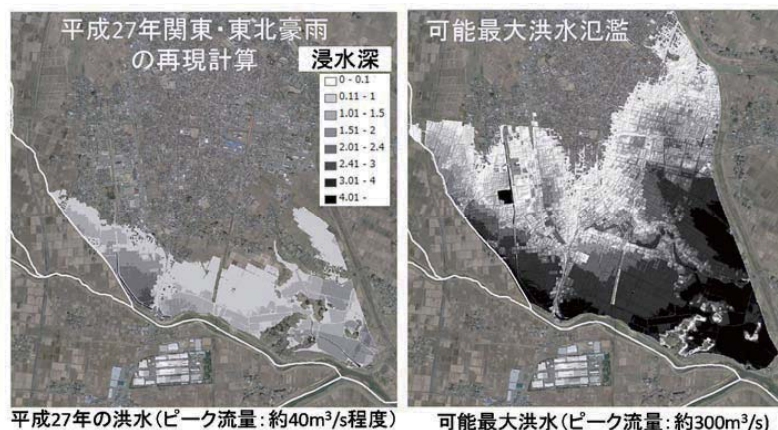 平成27年関東・東北豪雨
の再現計算
浸水深
0 - 0.1
0.11 - 1
1.01 - 1.5
1.51 - 2
2.01 - 2.4
2.41 - 3
3.01 - 4
4.01 -
平成27年の洪水(ピーク流量:約40m³/s程度)
可能最大洪水氾濫
可能最大洪水(ピーク流量:約300m³/s)